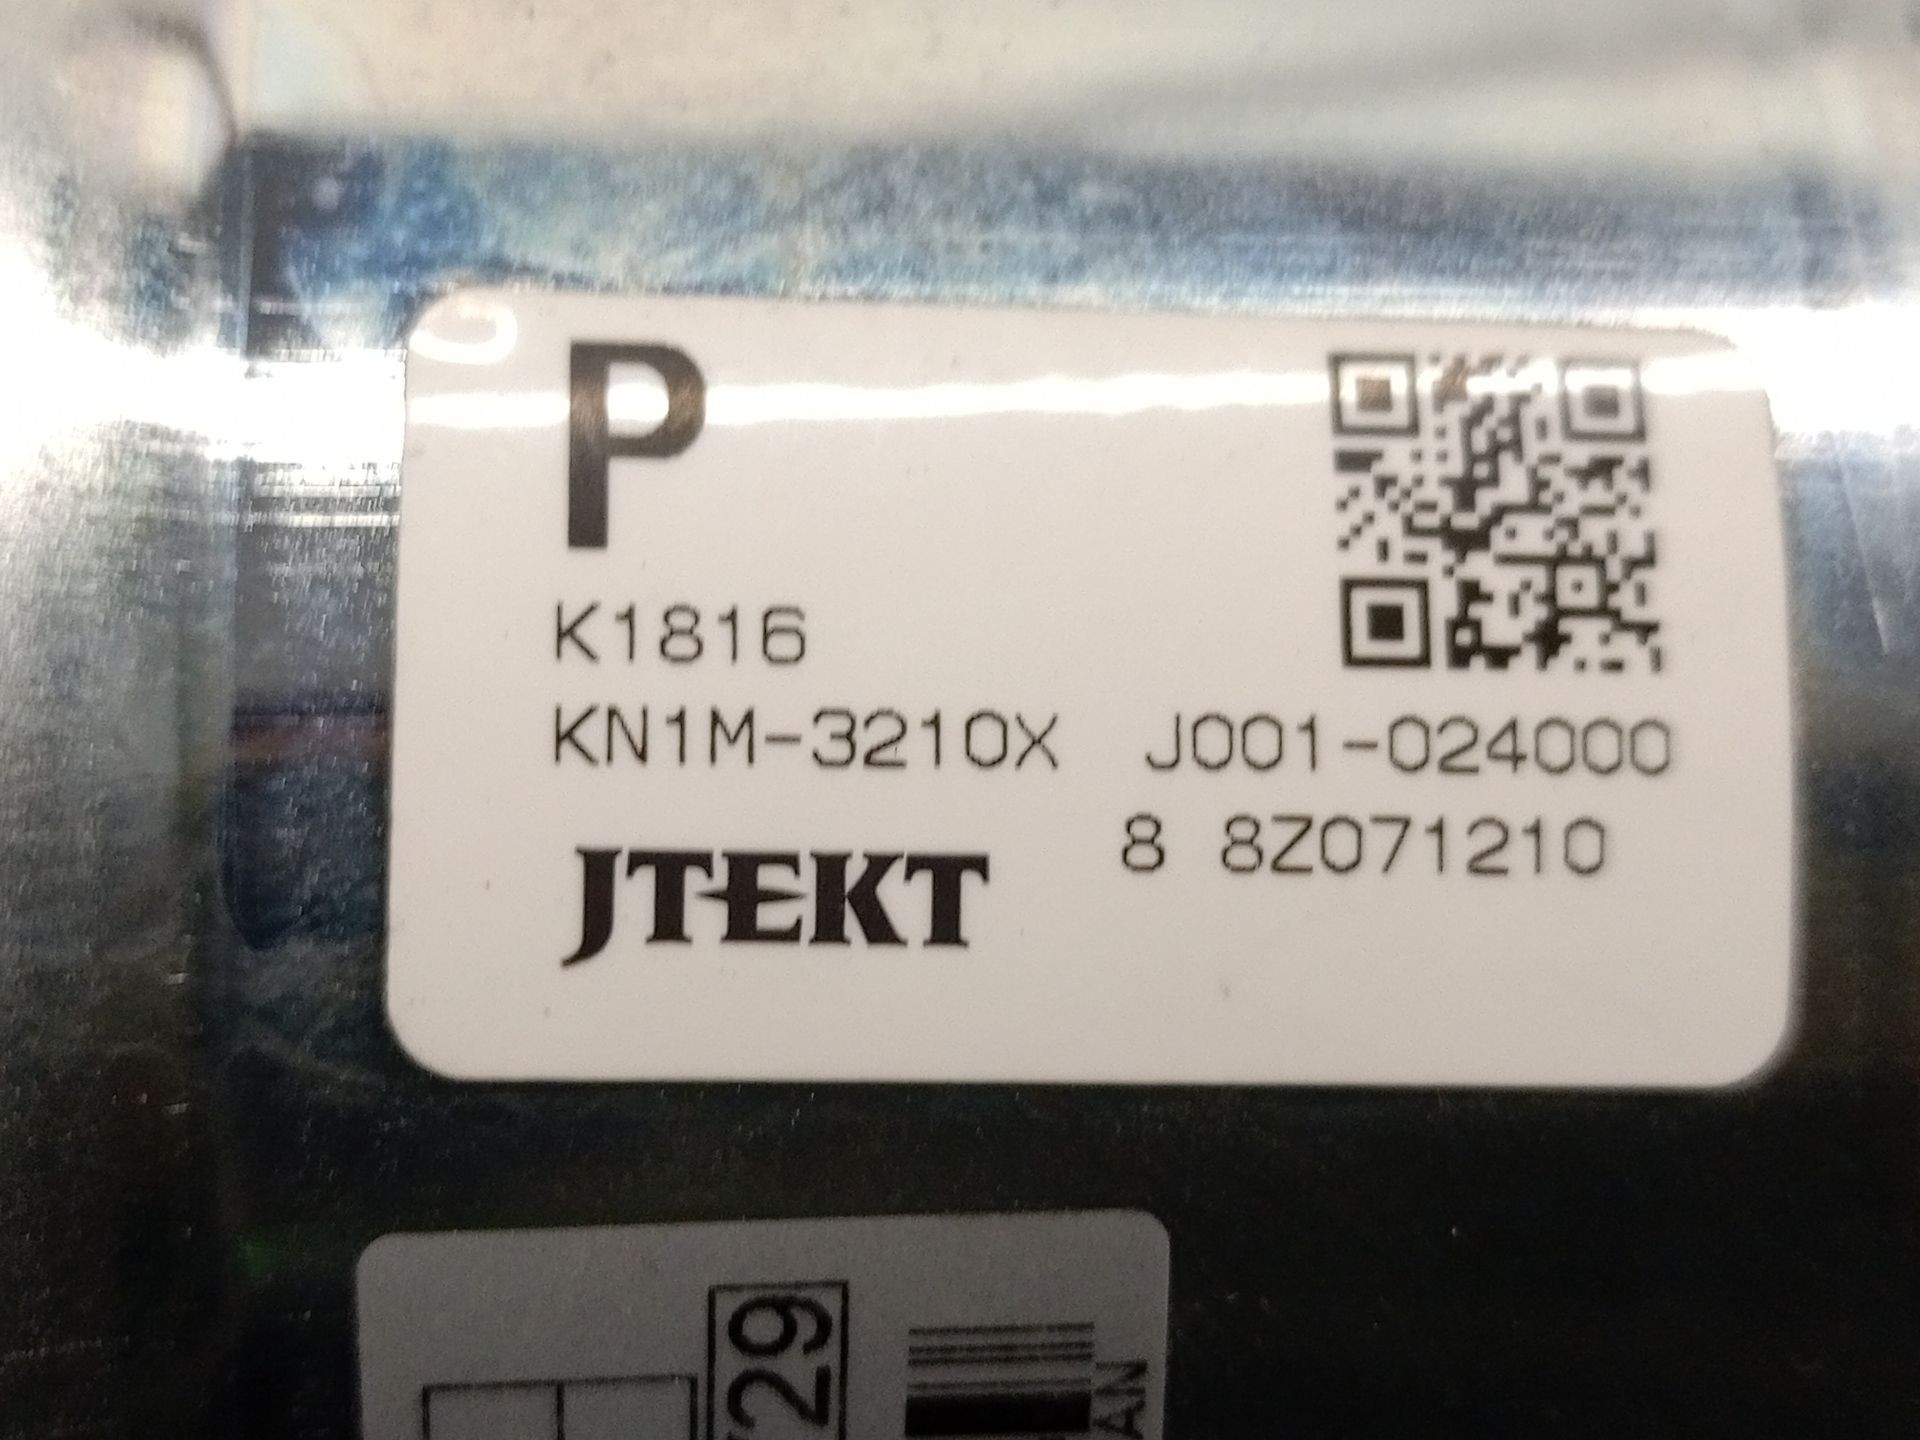 P
K1816
KN1M-3210X J001-024000
8 8Z071210
JTEKT
29